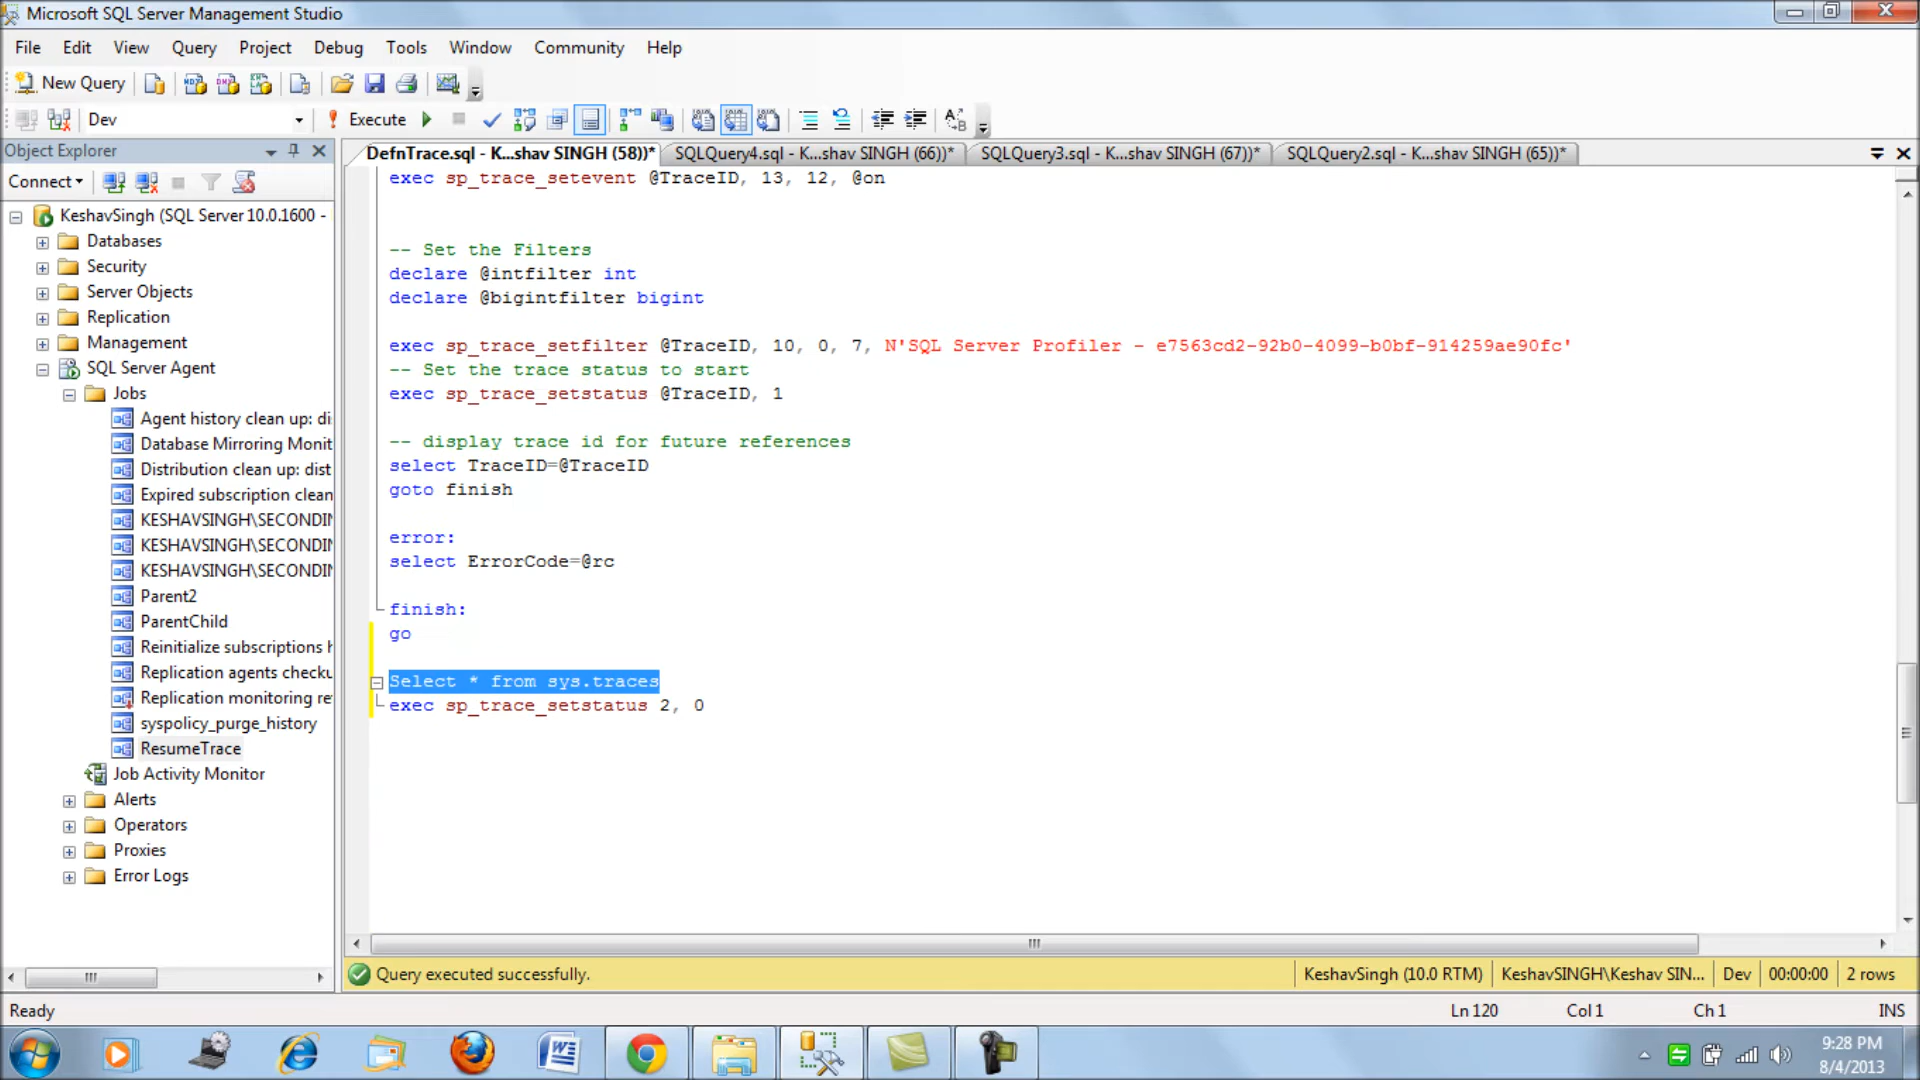 Microsoft SQL Server Management Studio
File Edit View Query Project Debug Tools Window Community Help
New Query
Dev Execute
Object Explorer
DefnTrace.sql - K...shav SINGH (58))* SQLQuery4.sql - K...shav SINGH (66))* SQLQuery3.sql - K...shav SINGH (67))* SQLQuery2.sql - K...shav SINGH (65))*
Connect
KeshavSingh (SQL Server 10.0.1600 -
Databases
Security
Server Objects
Replication
Management
SQL Server Agent
Jobs
Agent history clean up: di
Database Mirroring Monit
Distribution clean up: dist
Expired subscription clean
KESHAVSINGH\SECONDIN
KESHAVSINGH\SECONDIN
KESHAVSINGH\SECONDIN
Parent2
ParentChild
Reinitialize subscriptions h
Replication agents checku
Replication monitoring re
syspolicy_purge_history
ResumeTrace
Job Activity Monitor
Alerts
Operators
Proxies
Error Logs
exec sp_trace_setevent @TraceID, 13, 12, @on
-- Set the Filters
declare @intfilter int
declare @bigintfilter bigint
exec sp_trace_setfilter @TraceID, 10, 0, 7, N'SQL Server Profiler - e7563cd2-92b0-4099-b0bf-914259ae90fc'
-- Set the trace status to start
exec sp_trace_setstatus @TraceID, 1
-- display trace id for future references
select TraceID=@TraceID
goto finish
error:
select ErrorCode=@rc
finish:
go
Select * from sys.traces
exec sp_trace_setstatus 2, 0
Query executed successfully. KeshavSingh (10.0 RTM) KeshavSINGH\Keshav SIN... Dev 00:00:00 2 rows
Ready Ln 120 Col 1 Ch 1 INS
9:28 PM
8/4/2013